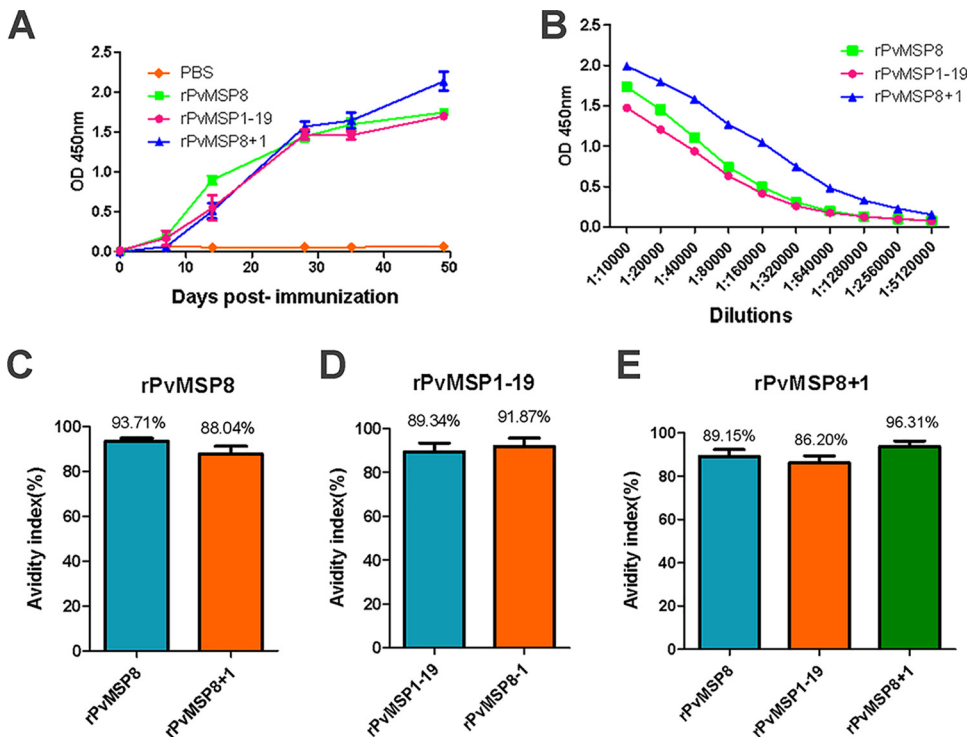 A
2.5
2.0
1.5
1.0
0.5
0.0
OD 450nm
PBS
rPvMSP8
rPvMSP1-19
rPvMSP8+1
0
10
20
30
40
50
Days post- immunization
B
2.5
2.0
1.5
1.0
0.5
0.0
OD 450nm
rPvMSP8
rPvMSP1-19
rPvMSP8+1
1:10000
1:20000
1:40000
1:80000
1:160000
1:320000
1:640000
1:1280000
1:2560000
1:5120000
Dilutions
C
rPvMSP8
100
80
60
40
20
0
Avidity index(%)
93.71%
88.04%
rPvMSP8
rPvMSP8+1
D
rPvMSP1-19
100
80
60
40
20
0
Avidity index(%)
89.34%
91.87%
rPvMSP1-19
rPvMSP8-1
E
rPvMSP8+1
100
80
60
40
20
0
Avidity index(%)
89.15%
86.20%
96.31%
rPvMSP8
rPvMSP1-19
rPvMSP8+1